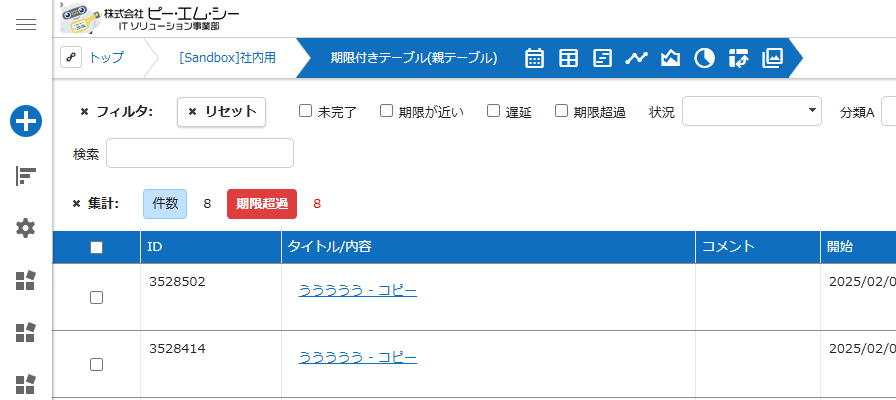 株式会社 ピー・エム・シー
ITソリューション事業部
トップ
[Sandbox]社内用
期限付きテーブル(親テーブル)
フィルタ:
リセット
未完了
期限が近い
遅延
期限超過
状況
分類A
検索
集計:
件数
8
期限超過
8
ID
タイトル/内容
コメント
開始
3528502
ううううう - コピー
2025/02/0
3528414
ううううう - コピー
2025/02/0